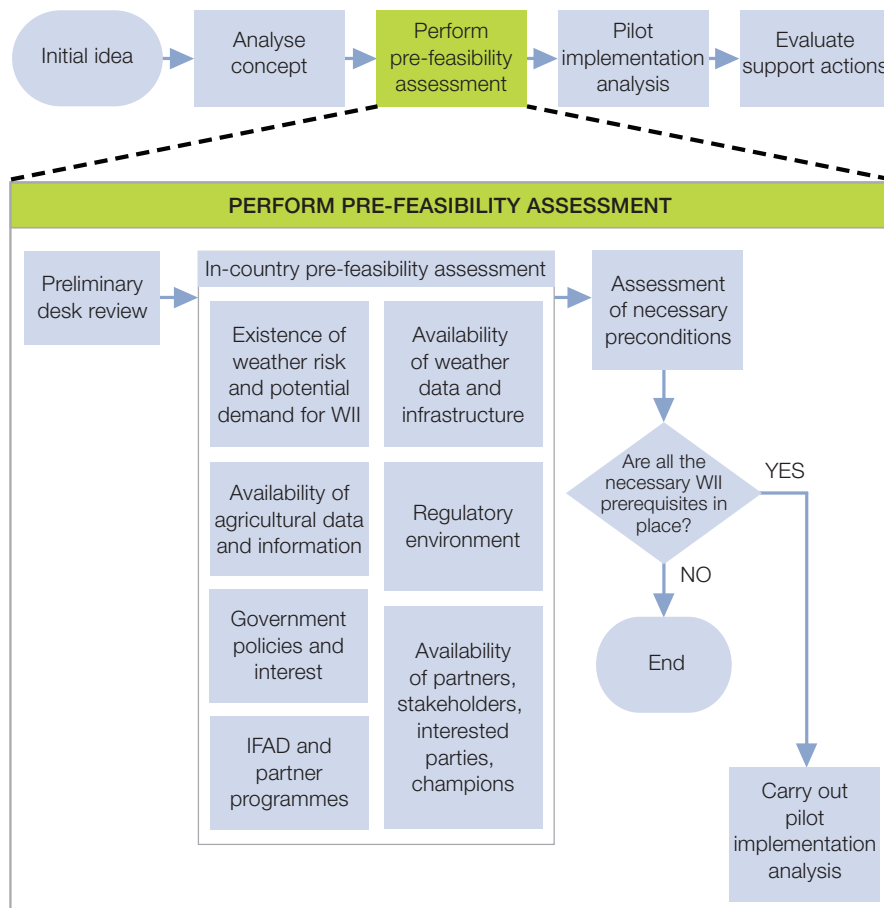 Initial idea
Analyse
concept
Perform
pre-feasibility
assessment
Pilot
implementation
analysis
Evaluate
support actions
PERFORM PRE-FEASIBILITY ASSESSMENT
Preliminary
desk review
In-country pre-feasibility assessment
Existence of
weather risk
and potential
demand for WII
Availability
of weather
data and
infrastructure
Availability of
agricultural data
and information
Regulatory
environment
Government
policies and
interest
IFAD and
partner
programmes
Availability
of partners,
stakeholders,
interested
parties,
champions
Assessment
of necessary
preconditions
Are all the
necessary WII
prerequisites in
place?
YES
NO
End
Carry out
pilot
implementation
analysis